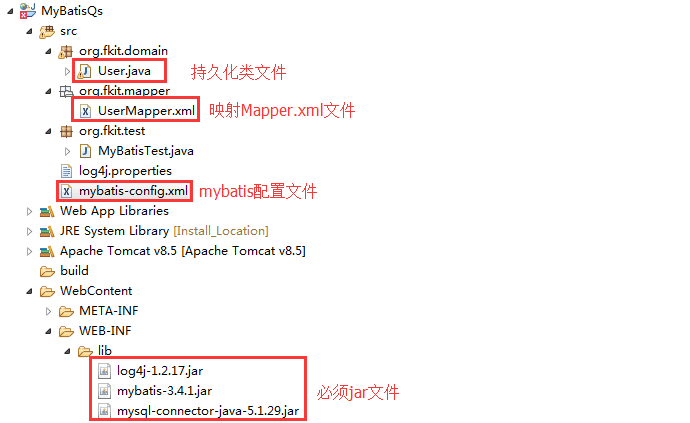 MyBatisQs
src
org.fkit.domain
User.java 持久化类文件
org.fkit.mapper
UserMapper.xml 映射Mapper.xml文件
org.fkit.test
MyBatisTest.java
log4j.properties
mybatis-config.xml mybatis配置文件
Web App Libraries
JRE System Library [Install_Location]
Apache Tomcat v8.5 [Apache Tomcat v8.5]
build
WebContent
META-INF
WEB-INF
lib
log4j-1.2.17.jar
mybatis-3.4.1.jar 必须jar文件
mysql-connector-java-5.1.29.jar